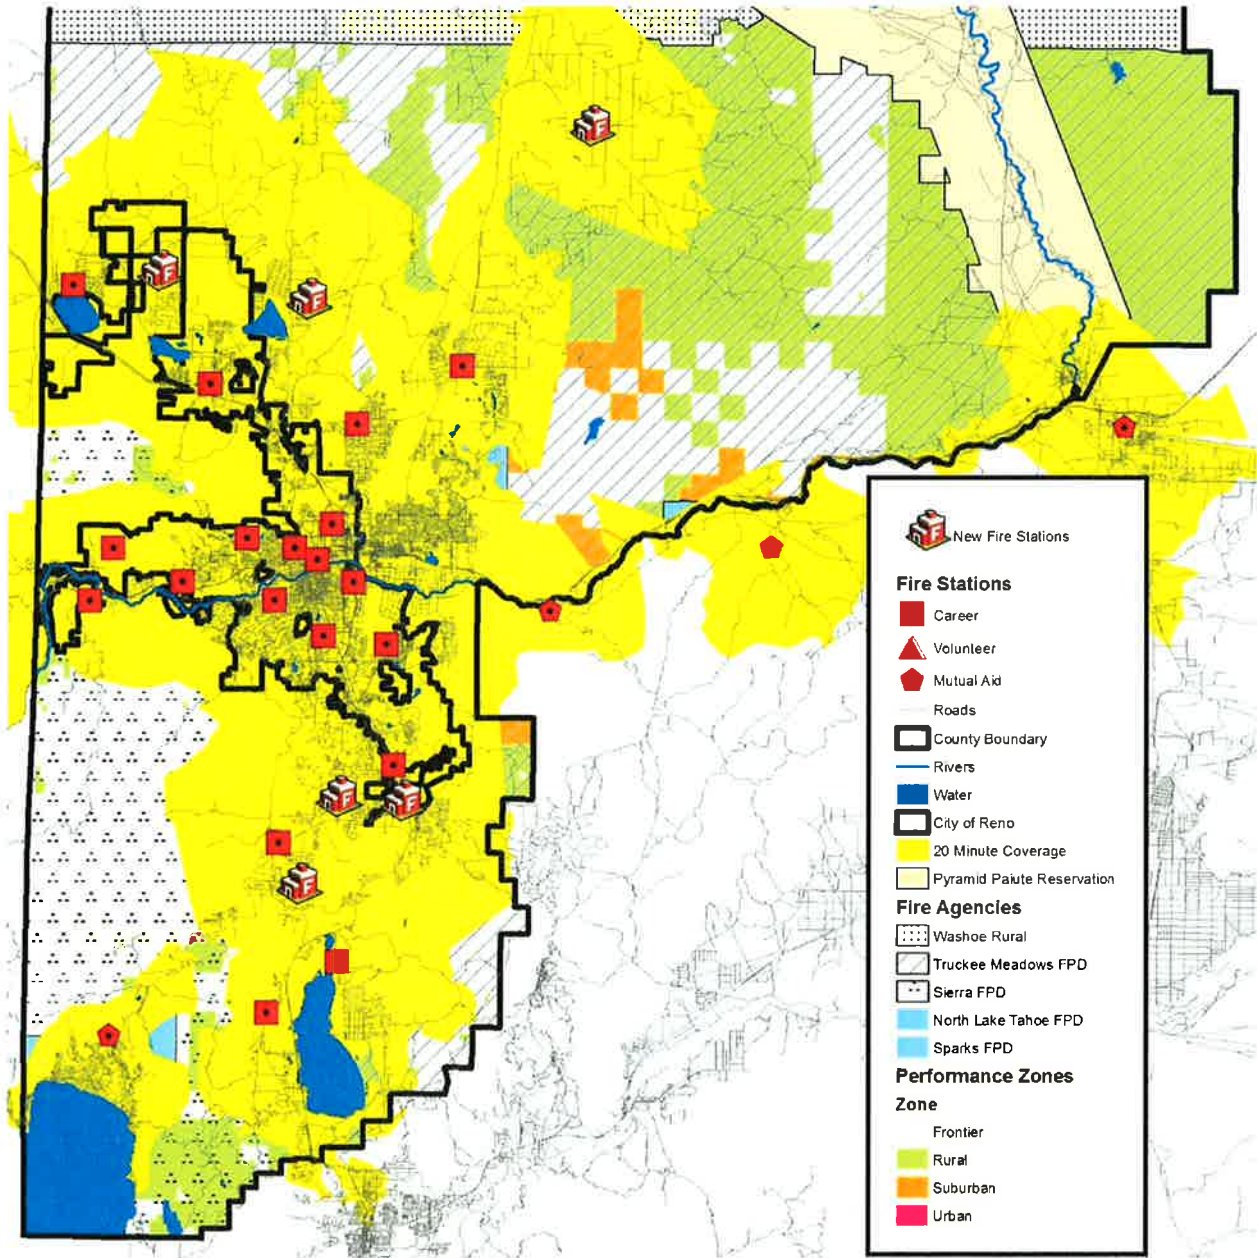 New Fire Stations
Fire Stations
Career
Volunteer
Mutual Aid
Roads
County Boundary
Rivers
Water
City of Reno
20 Minute Coverage
Pyramid Paiute Reservation
Fire Agencies
Washoe Rural
Truckee Meadows FPD
Sierra FPD
North Lake Tahoe FPD
Sparks FPD
Performance Zones
Zone
Frontier
Rural
Suburban
Urban